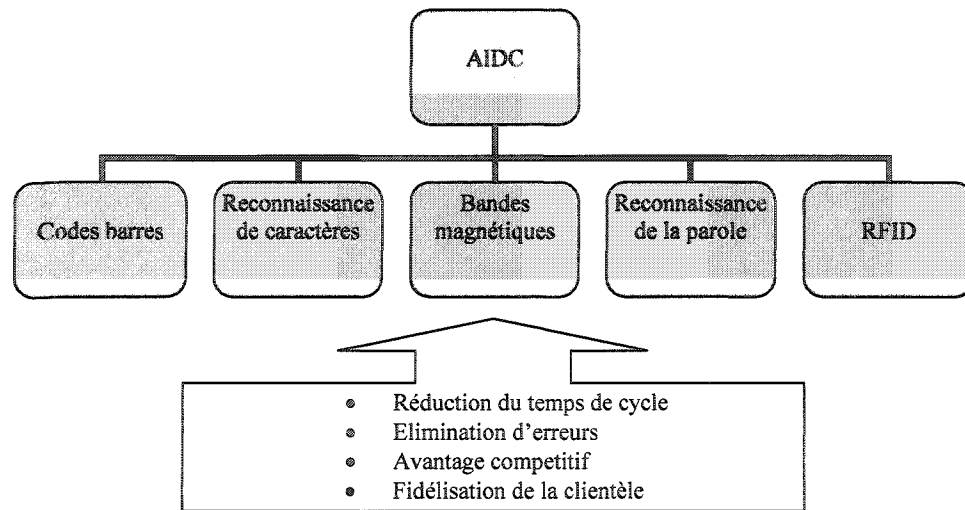 AIDC
Codes barres
Reconnaissance
de caractères
Bandes
magnétiques
Reconnaissance
de la parole
RFID
• Réduction du temps de cycle
• Elimination d'erreurs
• Avantage competitif
• Fidélisation de la clientèle